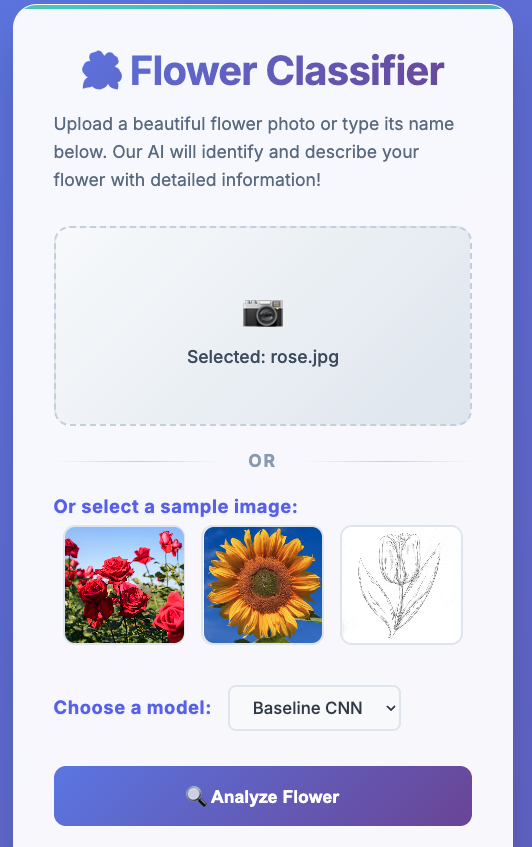 Flower Classifier
Upload a beautiful flower photo or type its name
below. Our AI will identify and describe your
flower with detailed information!
Selected: rose.jpg
OR
Or select a sample image:
Choose a model: Baseline CNN
Analyze Flower